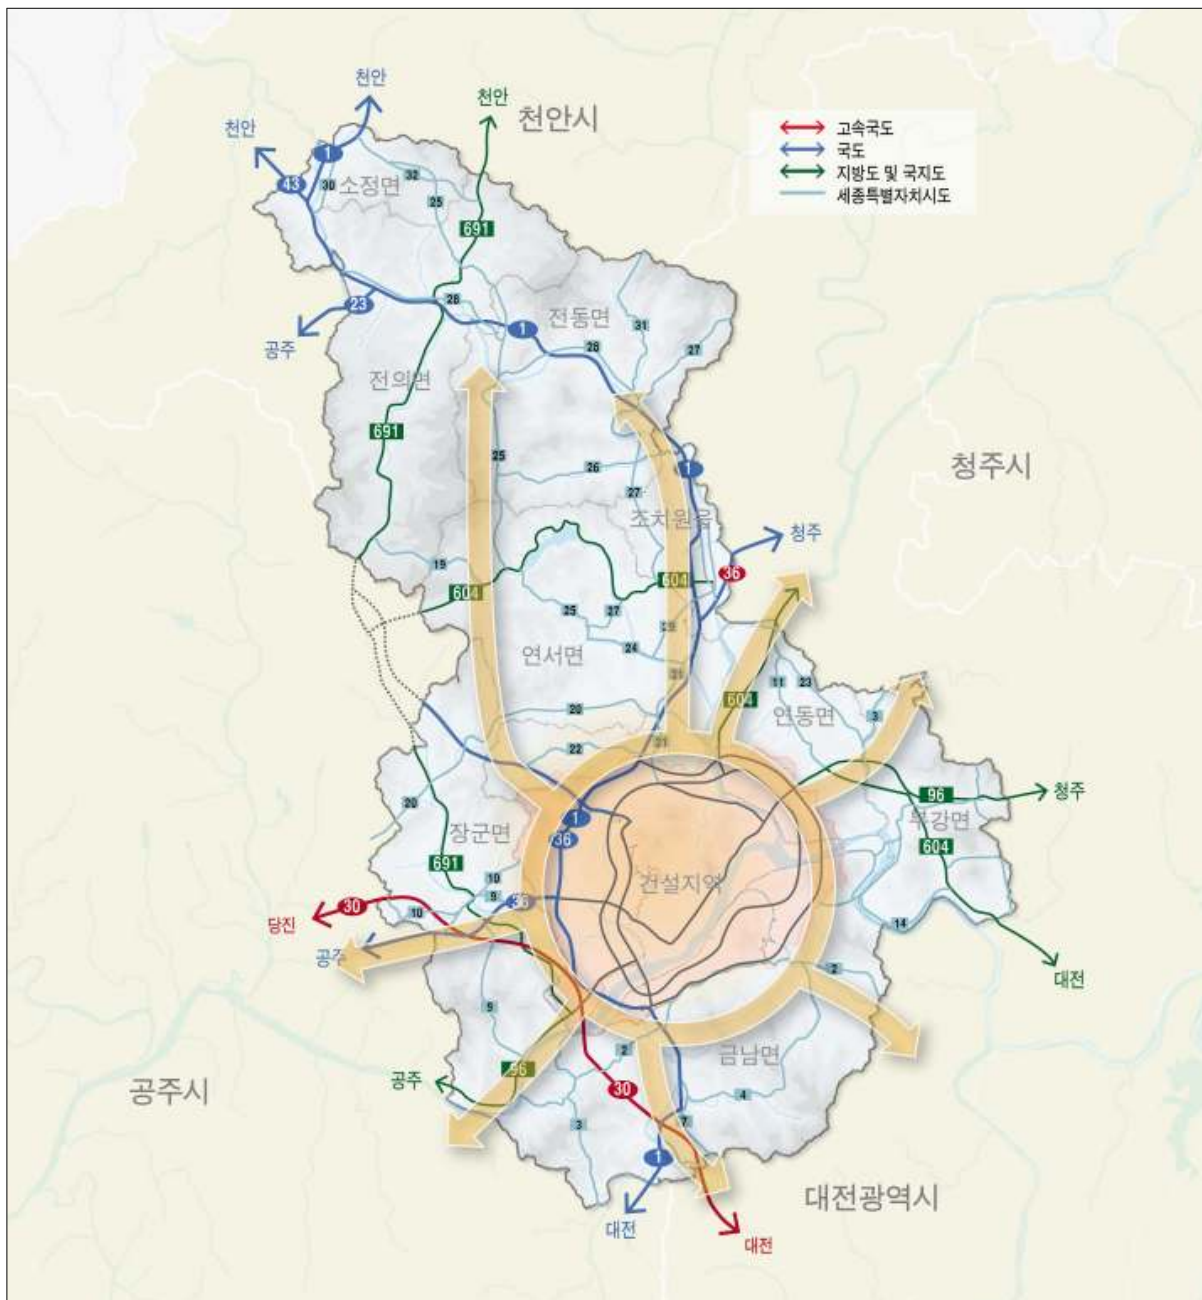 천안
천안
천안시
천안
고속국도
국도
지방도 및 국지도
세종특별자치시도
1
43
30
소정면
32
25
691
23
28
1
전동면
31
28
27
공주
전의면
691
25
26
1
청주시
27
조치원읍
청주
19
604
604
36
25
27
24
연서면
31
604
11
23
연동면
3
20
22
21
20
1
36
96
청주
부강면
604
장군면
691
10
9
36
건설지역
당진
30
10
14
공주
2
대전
9
금남면
2
공주
96
30
4
공주시
3
7
1
대전광역시
대전
대전